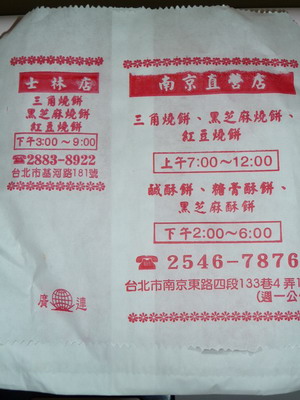 士林店
三角燒餅
黑芝麻燒餅
紅豆燒餅
下午3:00～9:00
☎2883-8922
台北市基河路181號
廣達
南京直營店
三角燒餅、黑芝麻燒餅、
紅豆燒餅
上午7:00～12:00
鹹酥餅、糖骨酥餅、
黑芝麻酥餅
下午2:00～6:00
☎2546-7876
台北市南京東路四段133巷4弄1
(週一公